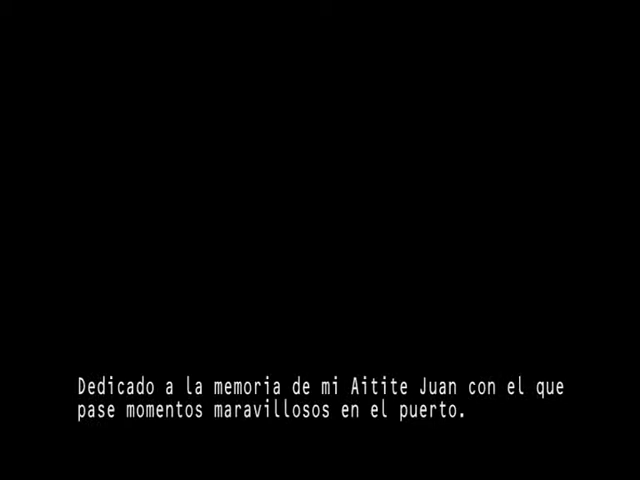 Dedicado a la memoria de mi Aitite Juan con el que
pase momentos maravillosos en el puerto.